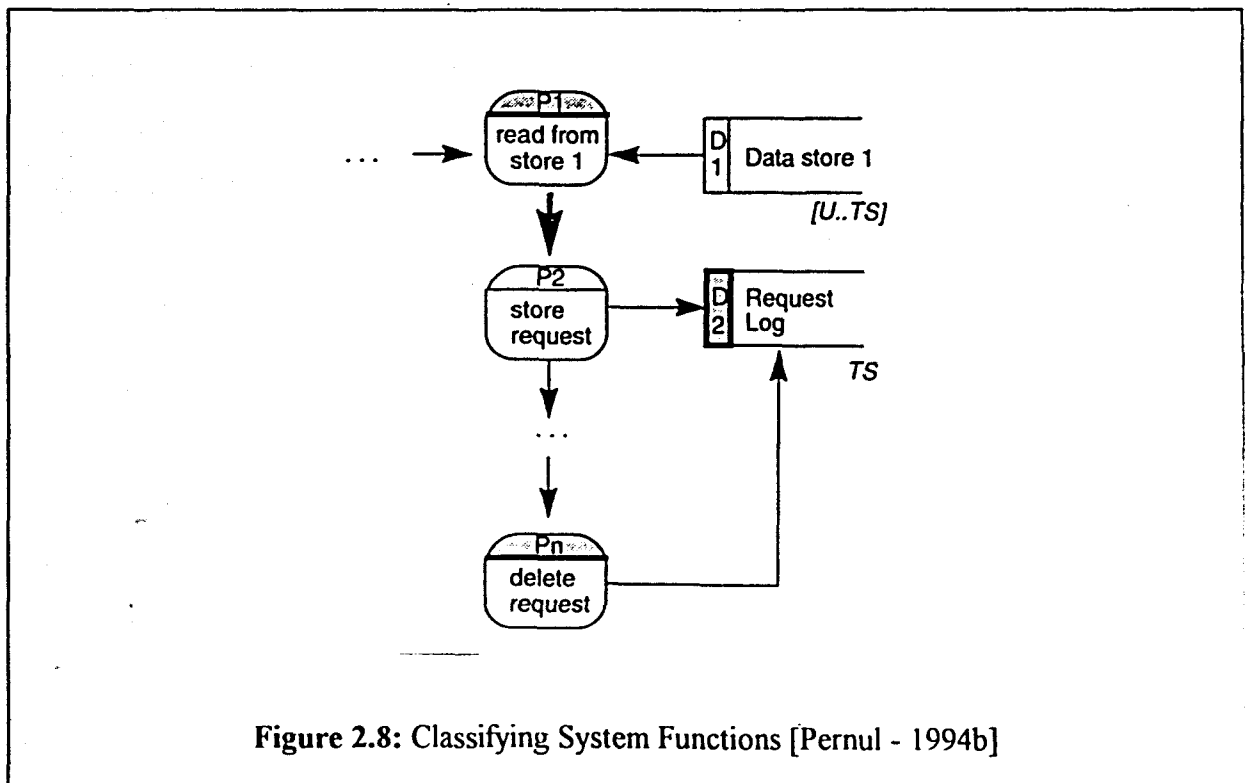 P1
read from
store 1
...
D
1
Data store 1
[U..TS]
P2
store
request
D
2
Request
Log
TS
...
Pn
delete
request
Figure 2.8: Classifying System Functions [Pernul - 1994b]